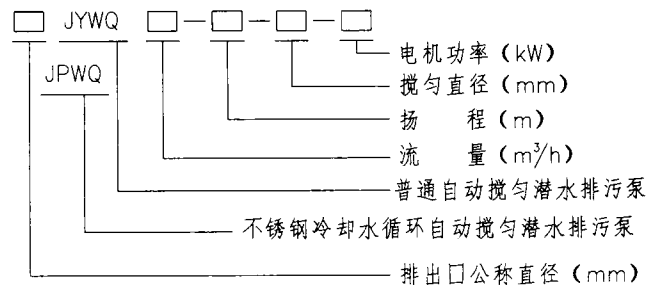 □ JYWQ □-□-□-□
JPWQ
电机功率(kW)
搅匀直径(mm)
扬 程(m)
流 量(m³/h)
普通自动搅匀潜水排污泵
不锈钢冷却水循环自动搅匀潜水排污泵
排出口公称直径(mm)